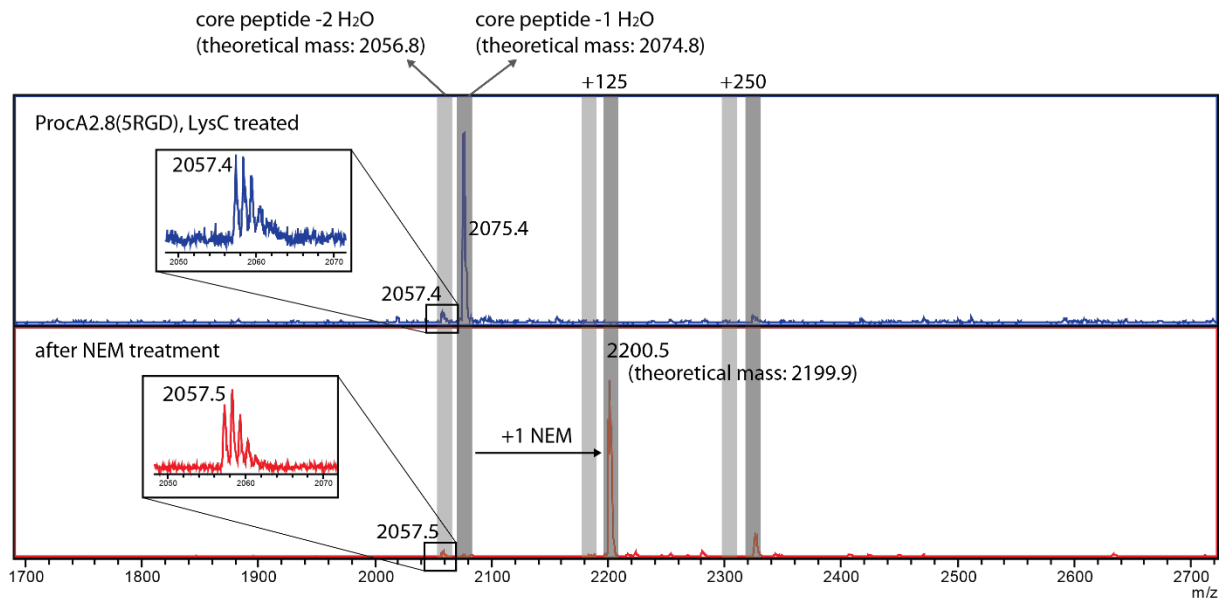 core peptide -2 H₂O
(theoretical mass: 2056.8)
core peptide -1 H₂O
(theoretical mass: 2074.8)
+125
+250
ProcA2.8(5RGD), LysC treated
2057.4
2050 2060 2070
2075.4
2057.4
after NEM treatment
2200.5
(theoretical mass: 2199.9)
2057.5
2050 2060 2070
+1 NEM
2057.5
1700 1800 1900 2000 2100 2200 2300 2400 2500 2600 2700
m/z